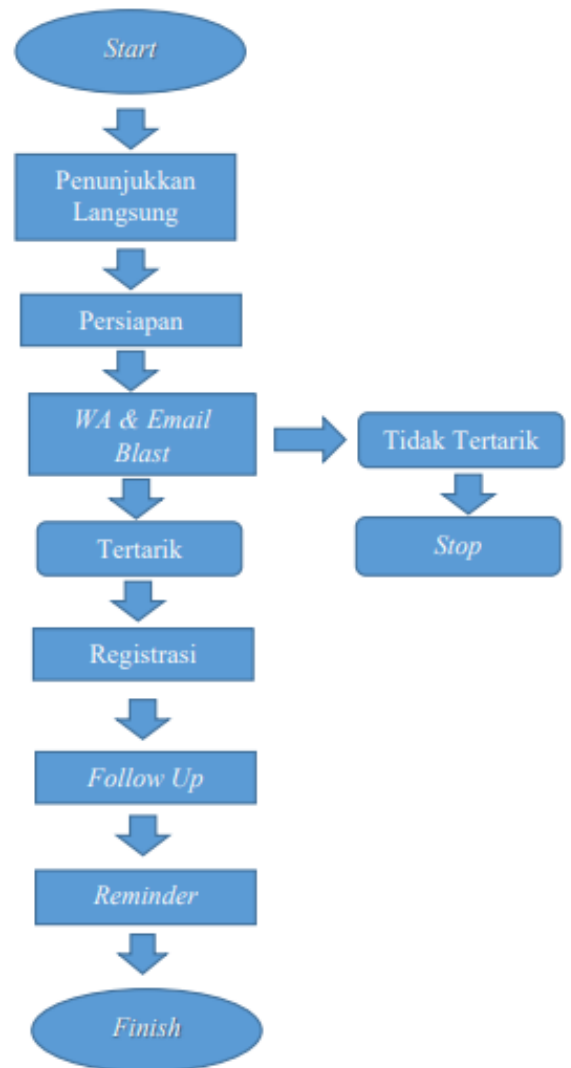 Start
Penunjukkan
Langsung
Persiapan
WA & Email
Blast
Tidak Tertarik
Stop
Tertarik
Registrasi
Follow Up
Reminder
Finish